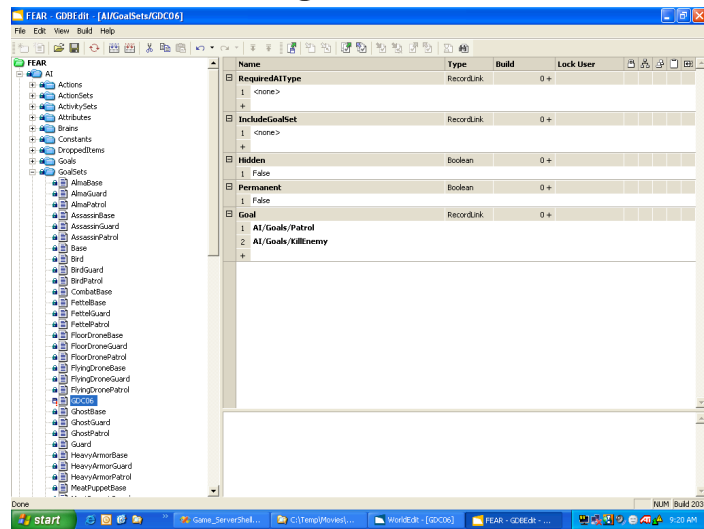 FEAR - GDBEdit - [AI/GoalSets/GDC06]
File Edit View Build Help
FEAR
AI
Actions
ActionSets
ActivitySets
Attributes
Brains
Constants
DroppedItems
Goals
GoalSets
AlmaBase
AlmaGuard
AlmaPatrol
AssassinBase
AssassinGuard
AssassinPatrol
Base
Bird
BirdGuard
BirdPatrol
CombatBase
FettelBase
FettelGuard
FettelPatrol
FloorDroneBase
FloorDroneGuard
FloorDronePatrol
FlyingDroneBase
FlyingDroneGuard
FlyingDronePatrol
GDC06
GhostBase
GhostGuard
GhostPatrol
Guard
HeavyArmorBase
HeavyArmorGuard
HeavyArmorPatrol
MeatPuppetBase
Name Type Build Lock User
RequiredAIType RecordLink 0 +
1 <none>
+
IncludeGoalSet RecordLink 0 +
1 <none>
+
Hidden Boolean 0 +
1 False
Permanent Boolean 0 +
1 False
Goal RecordLink 0 +
1 AI/Goals/Patrol
2 AI/Goals/KillEnemy
+
Done NUM Build 203
start » Game_ServerShell... C:\Temp\Movies\... WorldEdit - [GDC06] FEAR - GDBEdit - ... 9:20 AM